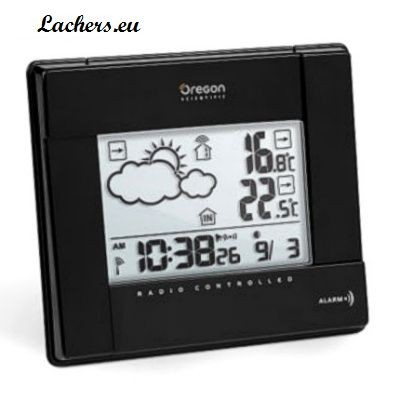 Lachers.eu
Oregon
SCIENTIFIC
16.8°C
22.5°C
IN
AM 10:38 26 9/ 3
RADIO CONTROLLED
ALARM